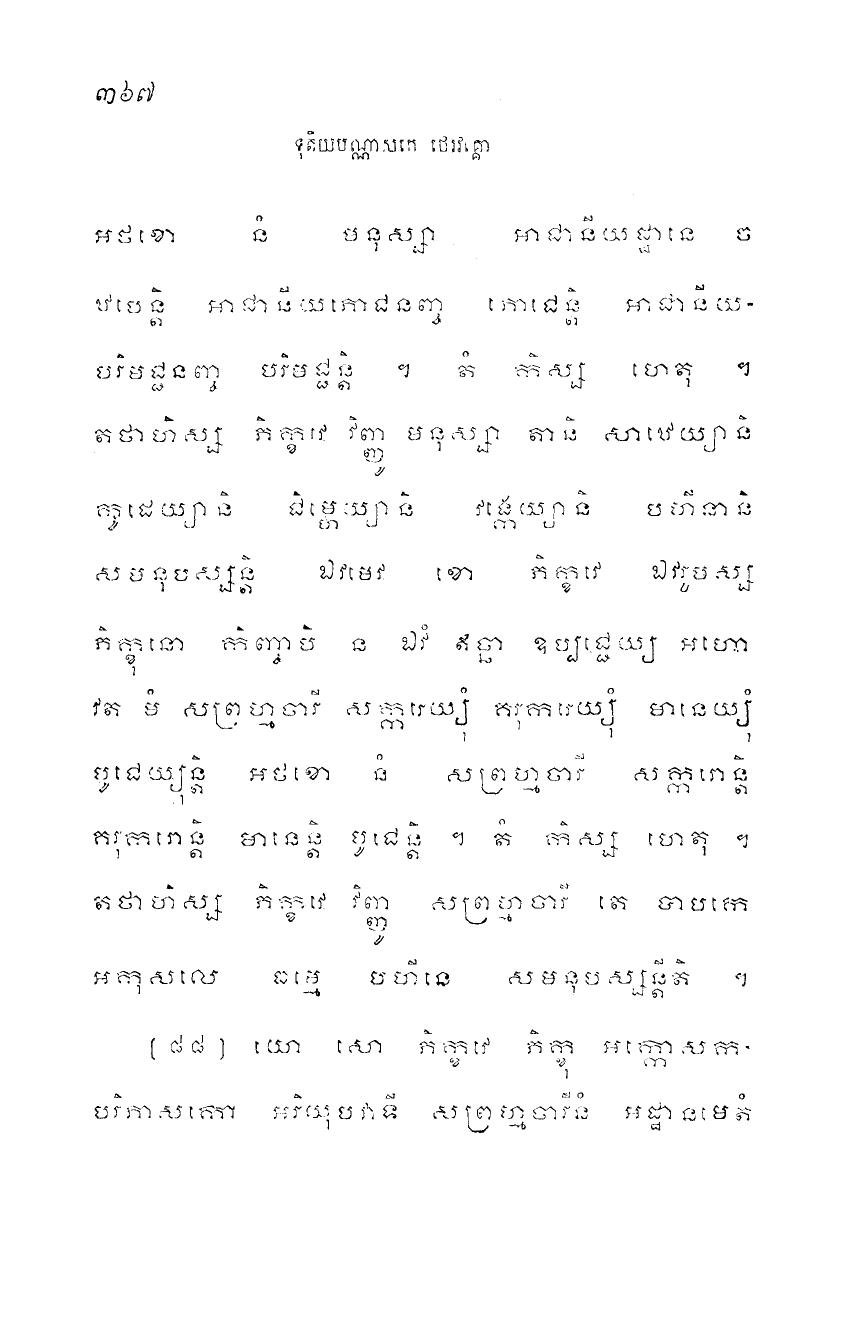 ៣៦៧
ទុតិយបណ្ណាសកេ ថេរវគ្គោ
អថខោ នំ មនុស្សា អាជានីយដ្ឋានេ ច
ឋបេន្តិ អាជានីយភោជនញ្ច ភោជេន្តិ អាជានីយ-
បរិមជ្ជនញ្ច បរិមជ្ជន្តិ ។ តំ កិស្ស ហេតុ ។
តថាហិស្ស ភិក្ខវេ វិញ្ញូ មនុស្សា តានិ សាឋេយ្យានិ
កូដេយ្យានិ ជិម្ហេយ្យានិ វង្កេយ្យានិ បហីនានិ
សមនុបស្សន្តិ ឯវមេវ ខោ ភិក្ខវេ ឯវរូបស្ស
ភិក្ខុនោ កិញ្ចាបិ ន ឯវំ ឥច្ឆា ឧប្បជ្ជេយ្យ អហោ
វត មំ សព្រហ្មចារី សក្ករេយ្យុំ គរុករេយ្យុំ មានេយ្យុំ
បូជេយ្យុន្តិ អថខោ នំ សព្រហ្មចារី សក្ករោន្តិ
គរុករោន្តិ មានេន្តិ បូជេន្តិ ។ តំ កិស្ស ហេតុ ។
តថាហិស្ស ភិក្ខវេ វិញ្ញូ សព្រហ្មចារី តេ បាបកេ
អកុសលេ ធម្មេ បហីនេ សមនុបស្សន្តីតិ ។
[ ៨៨ ] យោ សោ ភិក្ខវេ ភិក្ខុ អក្កោសក-
បរិភាសកោ អរិយុបវាទី សព្រហ្មចារីនំ អដ្ឋានមេតំ